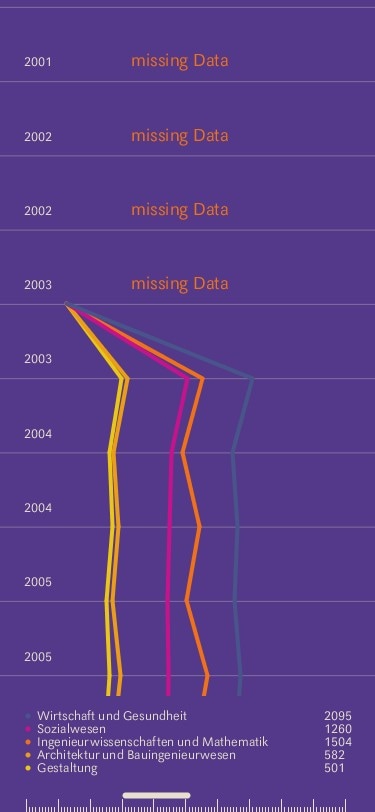 2001 missing Data
2002 missing Data
2002 missing Data
2003 missing Data
2003
2004
2004
2005
2005
Wirtschaft und Gesundheit 2095
Sozialwesen 1260
Ingenieurwissenschaften und Mathematik 1504
Architektur und Bauingenieurwesen 582
Gestaltung 501